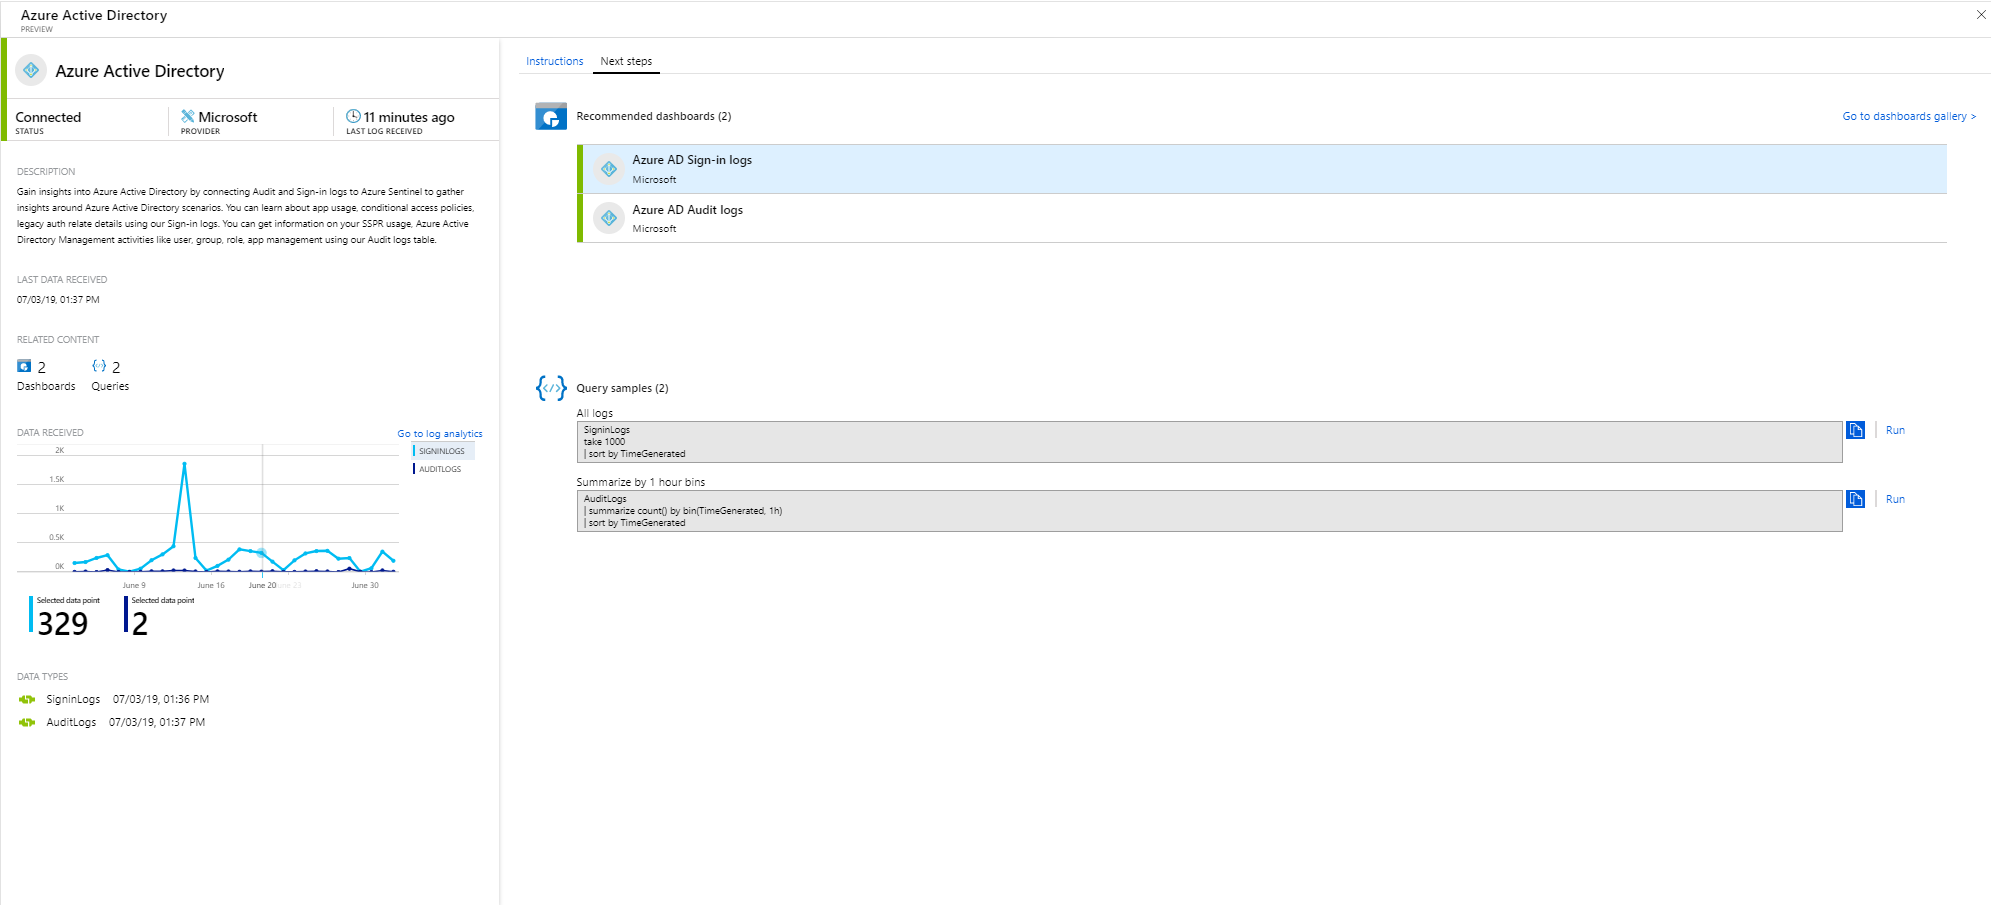 Azure Active Directory
PREVIEW
Azure Active Directory
Connected
STATUS
Microsoft
PROVIDER
11 minutes ago
LAST LOG RECEIVED
DESCRIPTION
Gain insights into Azure Active Directory by connecting Audit and Sign-in logs to Azure Sentinel to gather
insights around Azure Active Directory scenarios. You can learn about app usage, conditional access policies,
legacy auth relate details using our Sign-in logs. You can get information on your SSPR usage, Azure Active
Directory Management activities like user, group, role, app management using our Audit logs table.
LAST DATA RECEIVED
07/03/19, 01:37 PM
RELATED CONTENT
2
Dashboards
2
Queries
DATA RECEIVED
Go to log analytics
SIGNINLOGS
AUDITLOGS
2K
1.5K
1K
0.5K
0K
June 9
June 16
June 20
June 23
June 30
Selected data point
329
Selected data point
2
DATA TYPES
SigninLogs 07/03/19, 01:36 PM
AuditLogs 07/03/19, 01:37 PM
Instructions
Next steps
Recommended dashboards (2)
Go to dashboards gallery >
Azure AD Sign-in logs
Microsoft
Azure AD Audit logs
Microsoft
Query samples (2)
All logs
SigninLogs
take 1000
| sort by TimeGenerated
Run
Summarize by 1 hour bins
AuditLogs
| summarize count() by bin(TimeGenerated, 1h)
| sort by TimeGenerated
Run